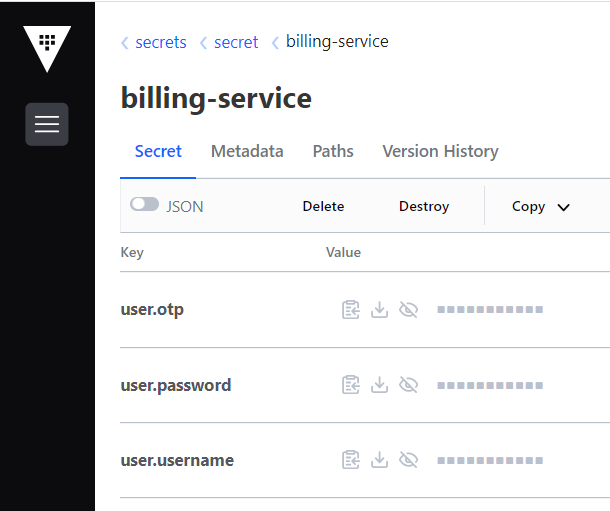 secrets secret billing-service
billing-service
Secret Metadata Paths Version History
JSON Delete Destroy Copy
Key Value
user.otp
user.password
user.username